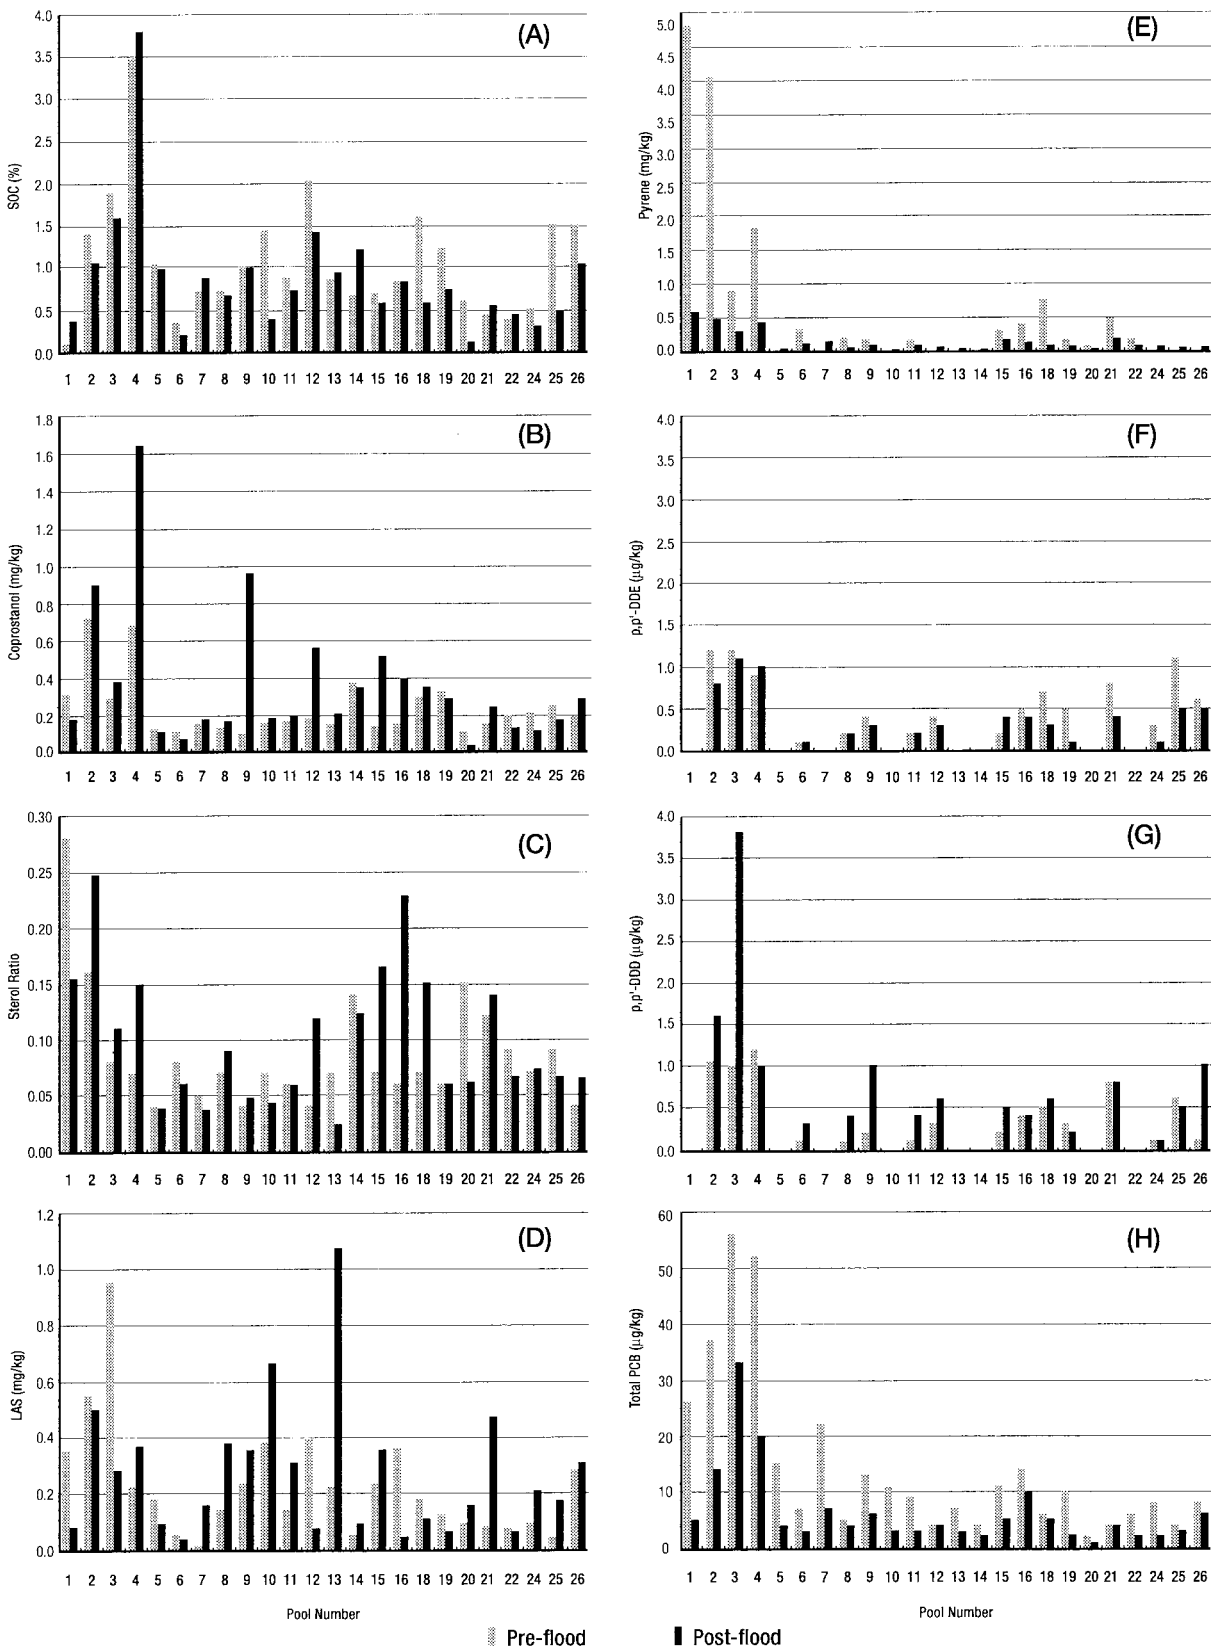 (A)
SOC (%)
4.0
3.5
3.0
2.5
2.0
1.5
1.0
0.5
0.0
1 2 3 4 5 6 7 8 9 10 11 12 13 14 15 16 18 19 20 21 22 24 25 26
(B)
Coprostanol (mg/kg)
1.8
1.6
1.4
1.2
1.0
0.8
0.6
0.4
0.2
0.0
1 2 3 4 5 6 7 8 9 10 11 12 13 14 15 16 18 19 20 21 22 24 25 26
(C)
Sterol Ratio
0.30
0.25
0.20
0.15
0.10
0.05
0.00
1 2 3 4 5 6 7 8 9 10 11 12 13 14 15 16 18 19 20 21 22 24 25 26
(D)
LAS (mg/kg)
1.2
1.0
0.8
0.6
0.4
0.2
0.0
1 2 3 4 5 6 7 8 9 10 11 12 13 14 15 16 18 19 20 21 22 24 25 26
Pool Number
(E)
Pyrene (mg/kg)
5.0
4.5
4.0
3.5
3.0
2.5
2.0
1.5
1.0
0.5
0.0
1 2 3 4 5 6 7 8 9 10 11 12 13 14 15 16 18 19 20 21 22 24 25 26
(F)
p,p'-DDE (µg/kg)
4.0
3.5
3.0
2.5
2.0
1.5
1.0
0.5
0.0
1 2 3 4 5 6 7 8 9 10 11 12 13 14 15 16 18 19 20 21 22 24 25 26
(G)
p,p'-DDD (µg/kg)
4.0
3.5
3.0
2.5
2.0
1.5
1.0
0.5
0.0
1 2 3 4 5 6 7 8 9 10 11 12 13 14 15 16 18 19 20 21 22 24 25 26
(H)
Total PCB (µg/kg)
60
50
40
30
20
10
0
1 2 3 4 5 6 7 8 9 10 11 12 13 14 15 16 18 19 20 21 22 24 25 26
Pool Number
Pre-flood
Post-flood